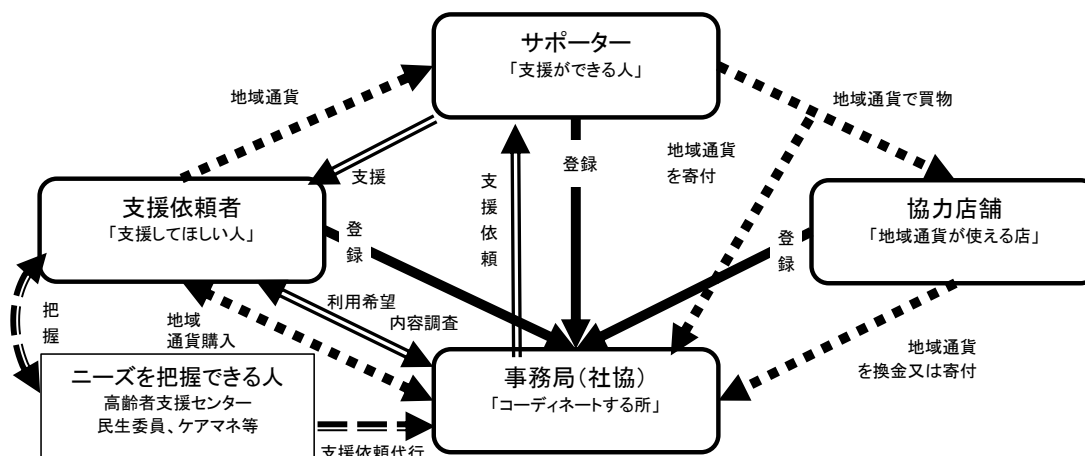 サポーター
「支援ができる人」
地域通貨
地域通貨で買物
支援
支援依頼
登録
地域通貨
を寄付
支援依頼者
「支援してほしい人」
協力店舗
「地域通貨が使える店」
登録
登録
把握
利用希望
内容調査
地域
通貨購入
地域通貨
を換金又は寄付
ニーズを把握できる人
高齢者支援センター
民生委員、ケアマネ等
事務局(社協)
「コーディネートする所」
支援依頼代行